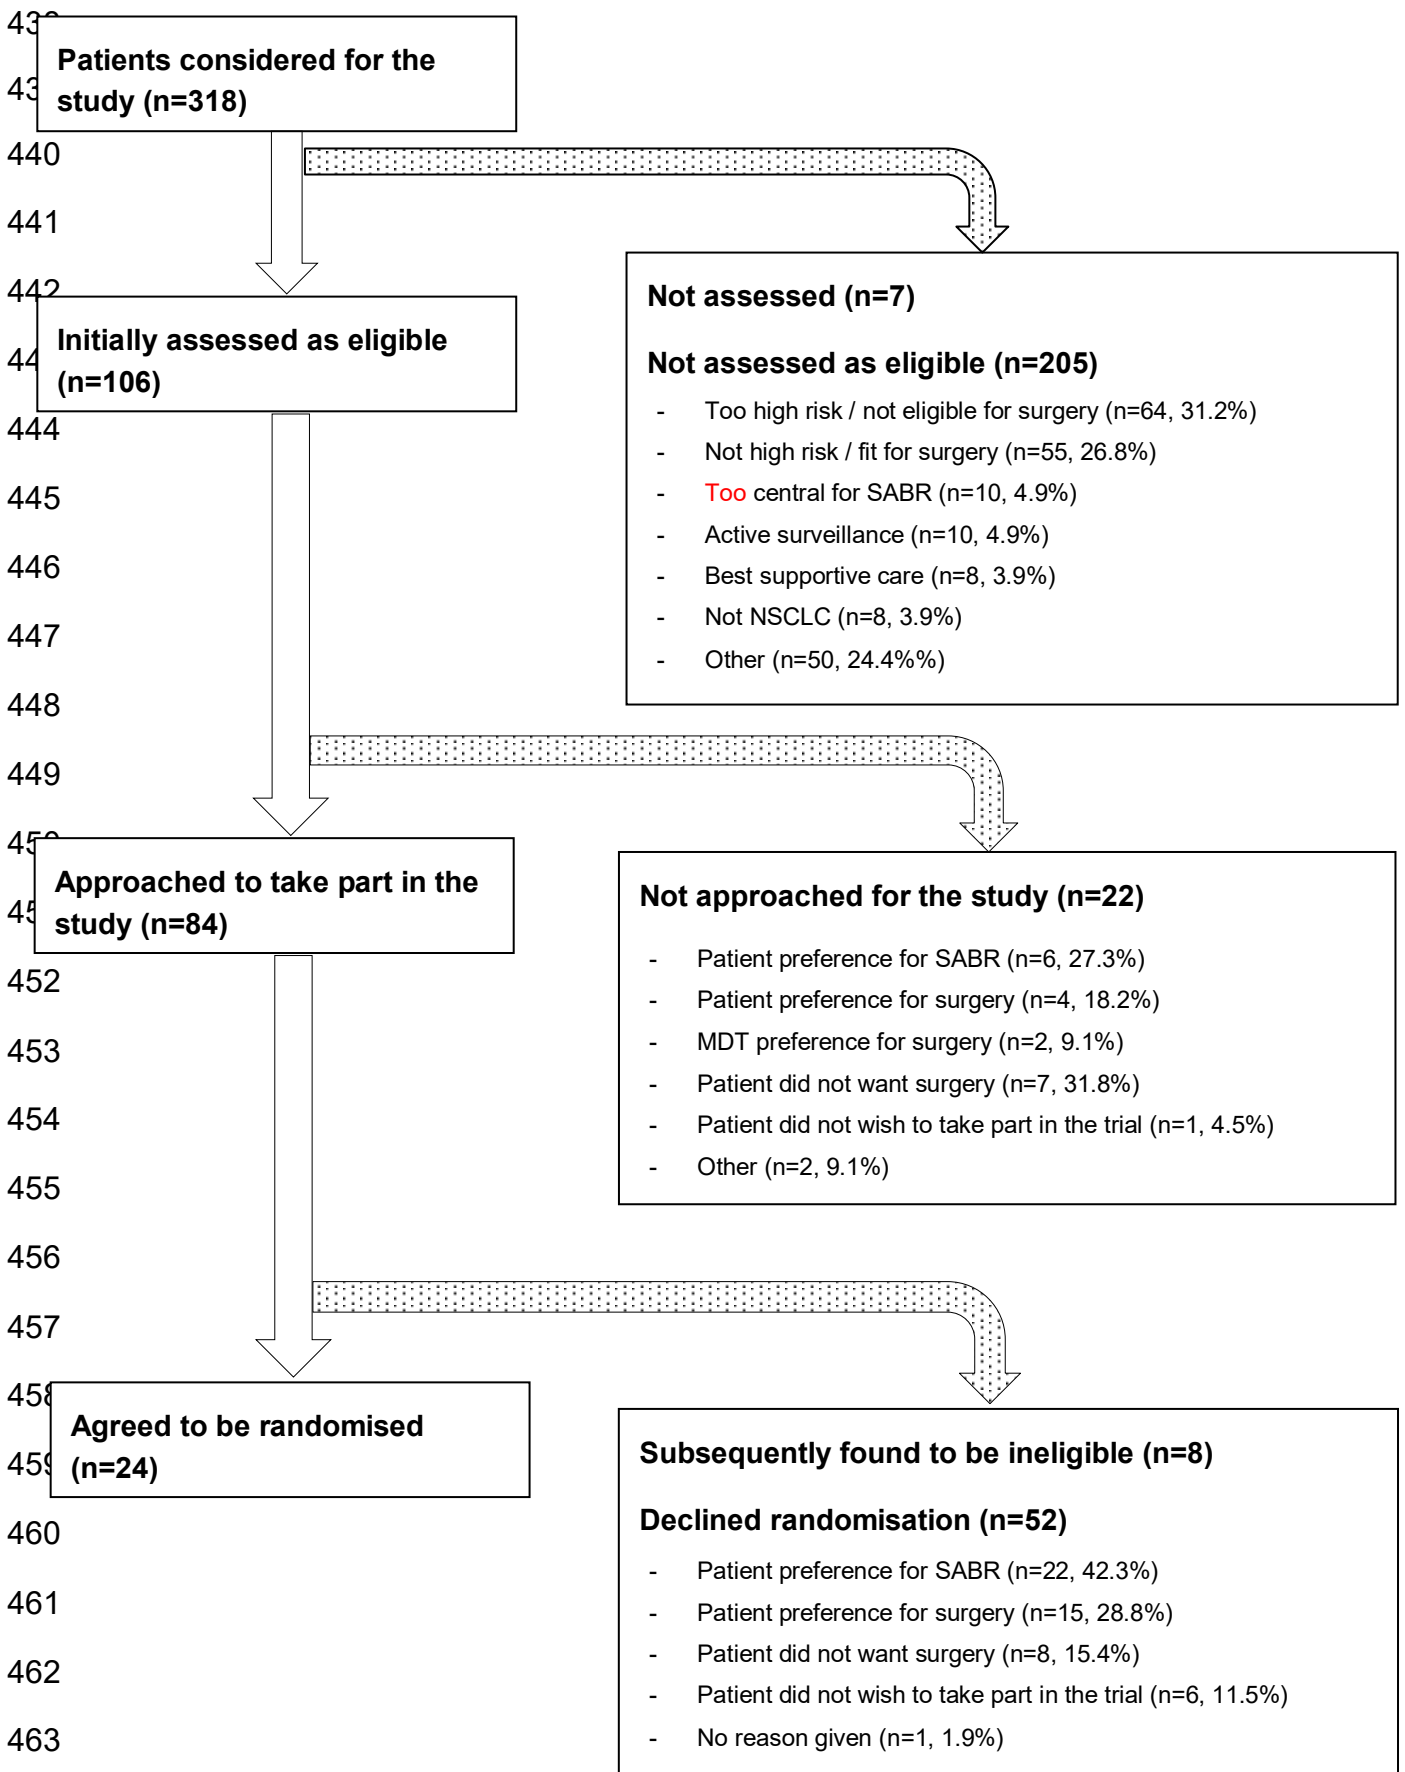 43
Patients considered for the
43
study (n=318)
440
441
442
Initially assessed as eligible
44
(n=106)
Not assessed (n=7)
Not assessed as eligible (n=205)
- Too high risk / not eligible for surgery (n=64, 31.2%)
- Not high risk / fit for surgery (n=55, 26.8%)
- Too central for SABR (n=10, 4.9%)
- Active surveillance (n=10, 4.9%)
- Best supportive care (n=8, 3.9%)
- Not NSCLC (n=8, 3.9%)
- Other (n=50, 24.4%%)
444
445
446
447
448
449
45
Approached to take part in the
45
study (n=84)
Not approached for the study (n=22)
- Patient preference for SABR (n=6, 27.3%)
- Patient preference for surgery (n=4, 18.2%)
- MDT preference for surgery (n=2, 9.1%)
- Patient did not want surgery (n=7, 31.8%)
- Patient did not wish to take part in the trial (n=1, 4.5%)
- Other (n=2, 9.1%)
452
453
454
455
456
457
458
Agreed to be randomised
459
(n=24)
Subsequently found to be ineligible (n=8)
Declined randomisation (n=52)
- Patient preference for SABR (n=22, 42.3%)
- Patient preference for surgery (n=15, 28.8%)
- Patient did not want surgery (n=8, 15.4%)
- Patient did not wish to take part in the trial (n=6, 11.5%)
- No reason given (n=1, 1.9%)
460
461
462
463